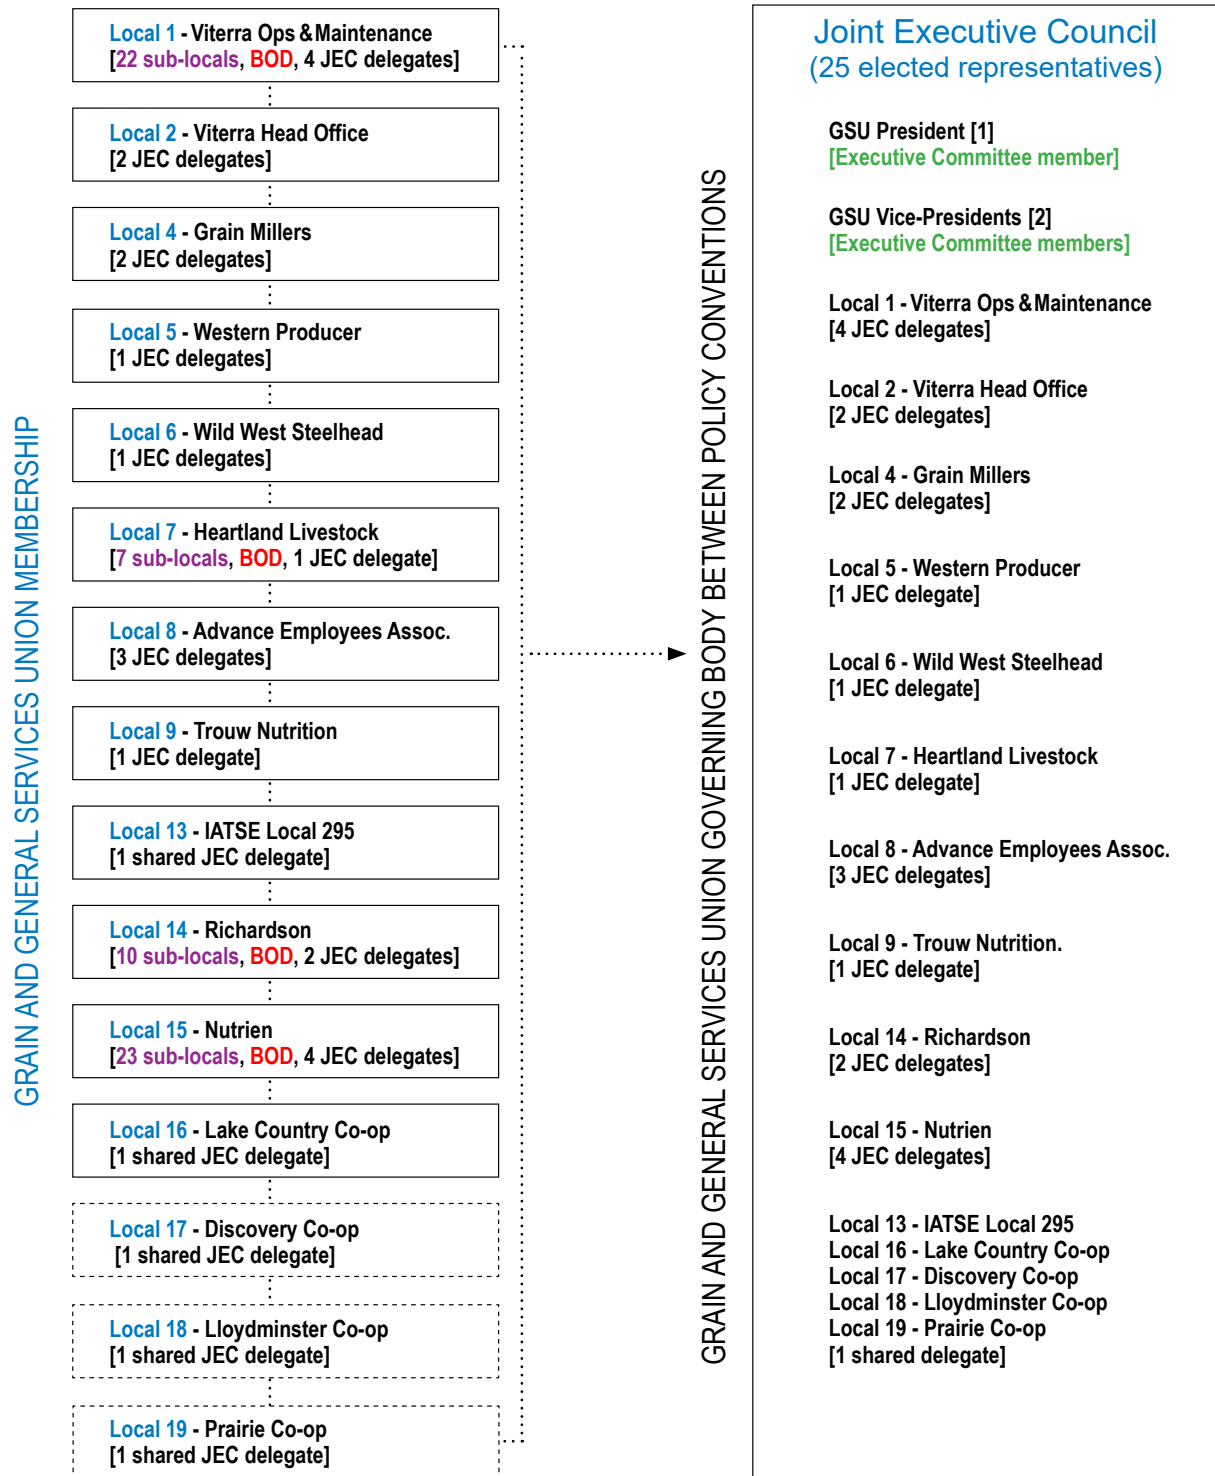 GRAIN AND GENERAL SERVICES UNION MEMBERSHIP
Local 1 - Viterra Ops & Maintenance
[22 sub-locals, BOD, 4 JEC delegates]
Local 2 - Viterra Head Office
[2 JEC delegates]
Local 4 - Grain Millers
[2 JEC delegates]
Local 5 - Western Producer
[1 JEC delegates]
Local 6 - Wild West Steelhead
[1 JEC delegates]
Local 7 - Heartland Livestock
[7 sub-locals, BOD, 1 JEC delegate]
Local 8 - Advance Employees Assoc.
[3 JEC delegates]
Local 9 - Trouw Nutrition
[1 JEC delegate]
Local 13 - IATSE Local 295
[1 shared JEC delegate]
Local 14 - Richardson
[10 sub-locals, BOD, 2 JEC delegates]
Local 15 - Nutrien
[23 sub-locals, BOD, 4 JEC delegates]
Local 16 - Lake Country Co-op
[1 shared JEC delegate]
Local 17 - Discovery Co-op
[1 shared JEC delegate]
Local 18 - Lloydminster Co-op
[1 shared JEC delegate]
Local 19 - Prairie Co-op
[1 shared JEC delegate]
GRAIN AND GENERAL SERVICES UNION GOVERNING BODY BETWEEN POLICY CONVENTIONS
Joint Executive Council
(25 elected representatives)
GSU President [1]
[Executive Committee member]
GSU Vice-Presidents [2]
[Executive Committee members]
Local 1 - Viterra Ops & Maintenance
[4 JEC delegates]
Local 2 - Viterra Head Office
[2 JEC delegates]
Local 4 - Grain Millers
[2 JEC delegates]
Local 5 - Western Producer
[1 JEC delegate]
Local 6 - Wild West Steelhead
[1 JEC delegate]
Local 7 - Heartland Livestock
[1 JEC delegate]
Local 8 - Advance Employees Assoc.
[3 JEC delegates]
Local 9 - Trouw Nutrition.
[1 JEC delegate]
Local 14 - Richardson
[2 JEC delegates]
Local 15 - Nutrien
[4 JEC delegates]
Local 13 - IATSE Local 295
Local 16 - Lake Country Co-op
Local 17 - Discovery Co-op
Local 18 - Lloydminster Co-op
Local 19 - Prairie Co-op
[1 shared delegate]